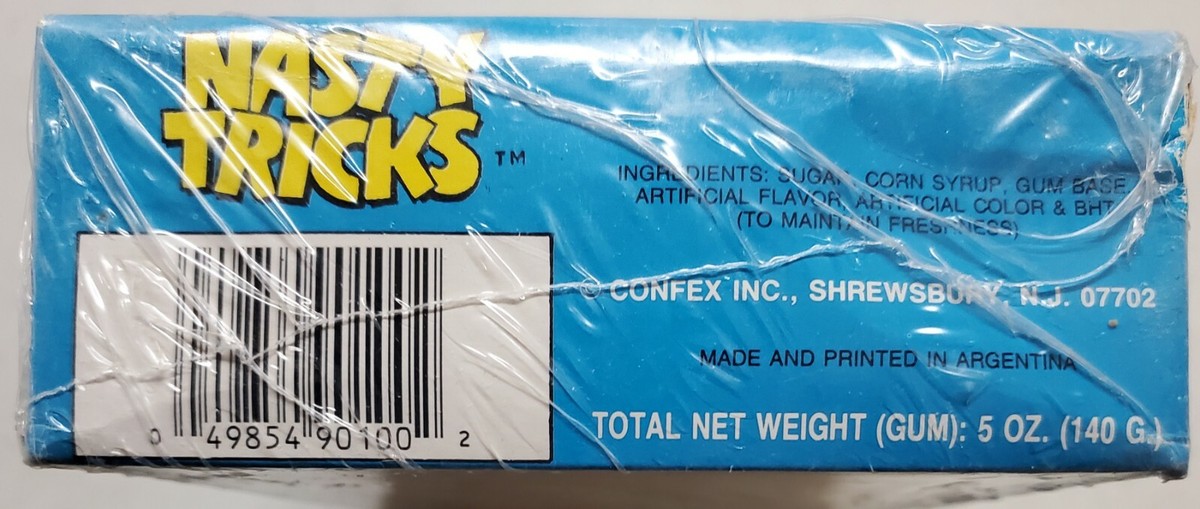 NASTY
TRICKS ™
INGREDIENTS: SUGAR, CORN SYRUP, GUM BASE
ARTIFICIAL FLAVOR, ARTIFICIAL COLOR & BHT
(TO MAINTAIN FRESHNESS)
© CONFEX INC., SHREWSBURY, N.J. 07702
MADE AND PRINTED IN ARGENTINA
TOTAL NET WEIGHT (GUM): 5 OZ. (140 G.)
0 49854 90100 2